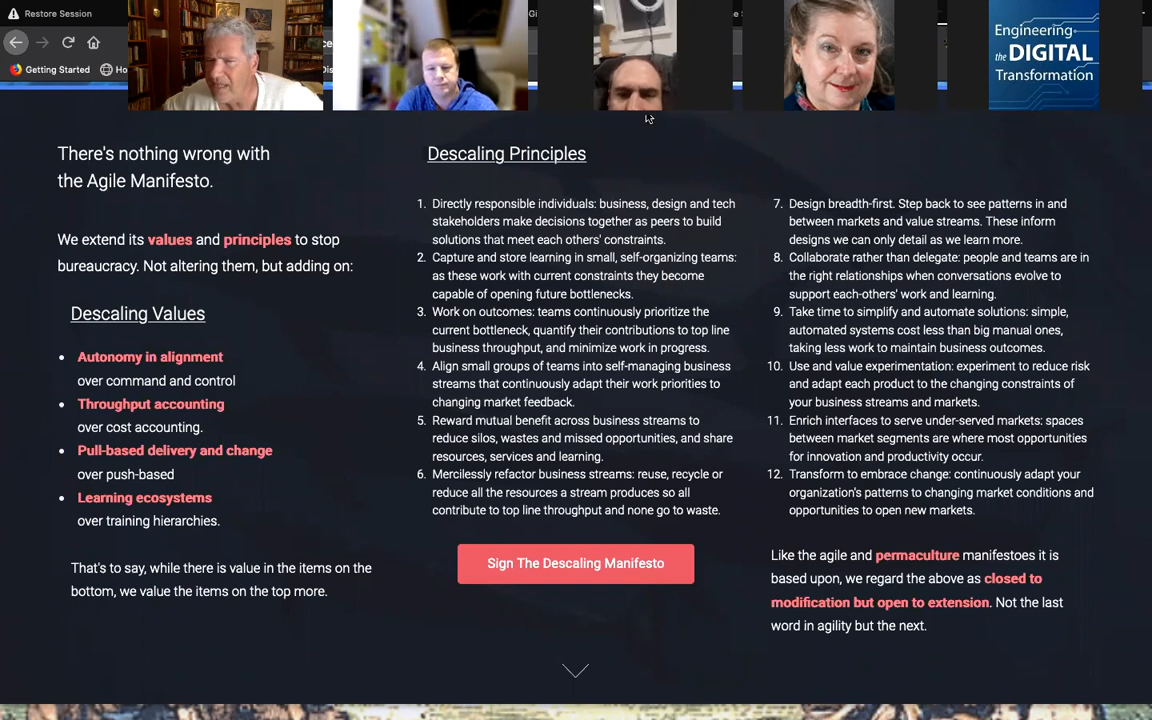 Restore Session
Getting Started
Ho
Engineering
the DIGITAL
Transformation
There's nothing wrong with
the Agile Manifesto.
We extend its values and principles to stop
bureaucracy. Not altering them, but adding on:
Descaling Values
• Autonomy in alignment
over command and control
• Throughput accounting
over cost accounting.
• Pull-based delivery and change
over push-based
• Learning ecosystems
over training hierarchies.
That's to say, while there is value in the items on the
bottom, we value the items on the top more.
Descaling Principles
1. Directly responsible individuals: business, design and tech
stakeholders make decisions together as peers to build
solutions that meet each others' constraints.
2. Capture and store learning in small, self-organizing teams:
as these work with current constraints they become
capable of opening future bottlenecks.
3. Work on outcomes: teams continuously prioritize the
current bottleneck, quantify their contributions to top line
business throughput, and minimize work in progress.
4. Align small groups of teams into self-managing business
streams that continuously adapt their work priorities to
changing market feedback.
5. Reward mutual benefit across business streams to
reduce silos, wastes and missed opportunities, and share
resources, services and learning.
6. Mercilessly refactor business streams: reuse, recycle or
reduce all the resources a stream produces so all
contribute to top line throughput and none go to waste.
Sign The Descaling Manifesto
7. Design breadth-first. Step back to see patterns in and
between markets and value streams. These inform
designs we can only detail as we learn more.
8. Collaborate rather than delegate: people and teams are in
the right relationships when conversations evolve to
support each-others' work and learning.
9. Take time to simplify and automate solutions: simple,
automated systems cost less than big manual ones,
taking less work to maintain business outcomes.
10. Use and value experimentation: experiment to reduce risk
and adapt each product to the changing constraints of
your business streams and markets.
11. Enrich interfaces to serve under-served markets: spaces
between market segments are where most opportunities
for innovation and productivity occur.
12. Transform to embrace change: continuously adapt your
organization's patterns to changing market conditions and
opportunities to open new markets.
Like the agile and permaculture manifestoes it is
based upon, we regard the above as closed to
modification but open to extension. Not the last
word in agility but the next.